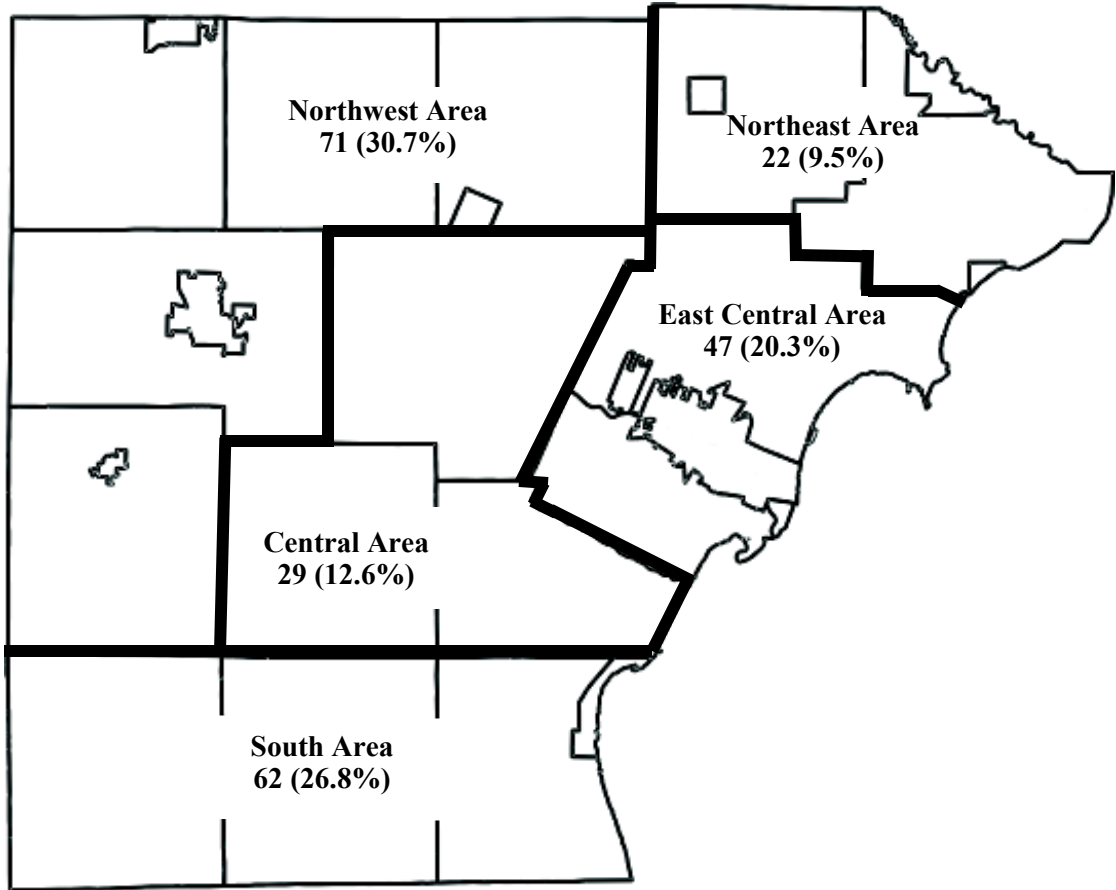 Northwest Area
71 (30.7%)
Northeast Area
22 (9.5%)
East Central Area
47 (20.3%)
Central Area
29 (12.6%)
South Area
62 (26.8%)